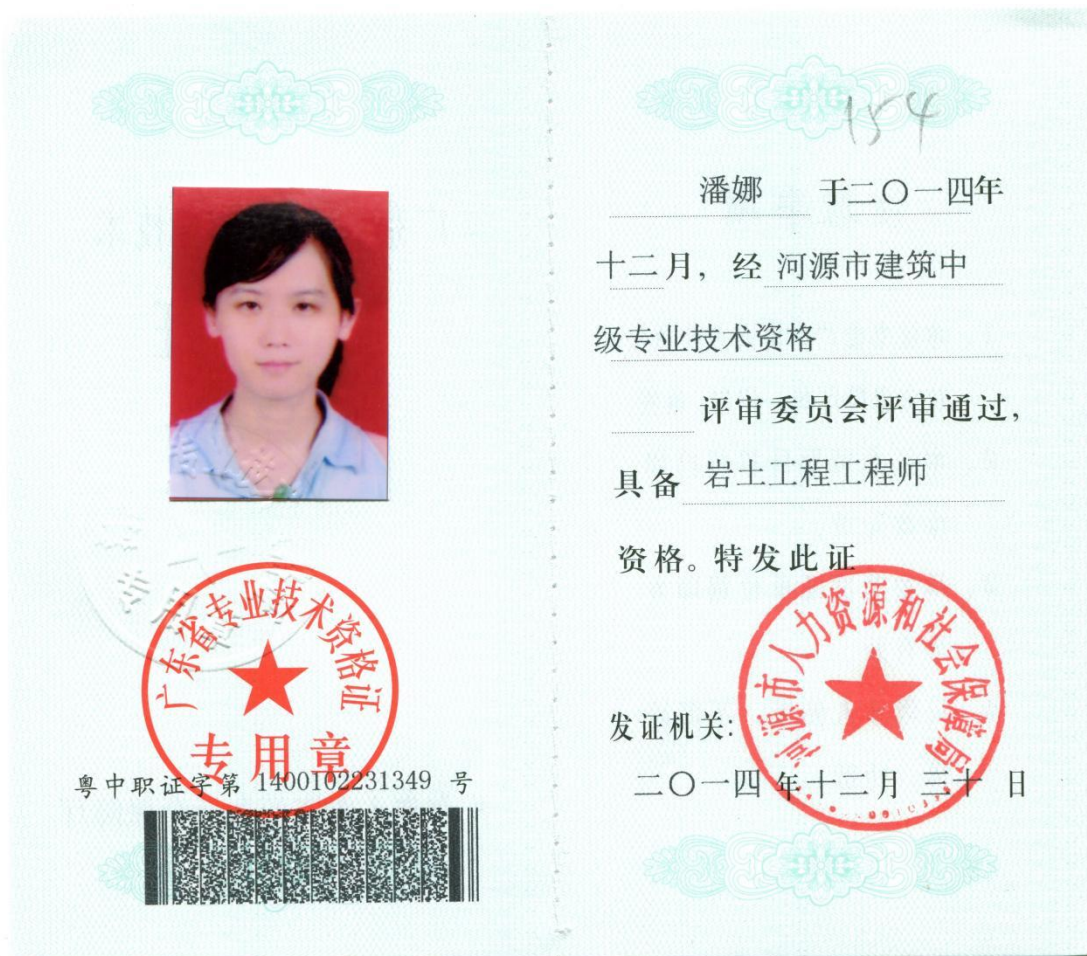 广东省专业技术资格证
专用章
粤中职证字第 1400102231349 号
154
潘娜 于二〇一四年
十二月，经 河源市建筑中
级专业技术资格
评审委员会评审通过，
具备 岩土工程工程师
资格。特发此证
河源市人力资源和社会保障局
发证机关：
二〇一四年十二月 三十 日